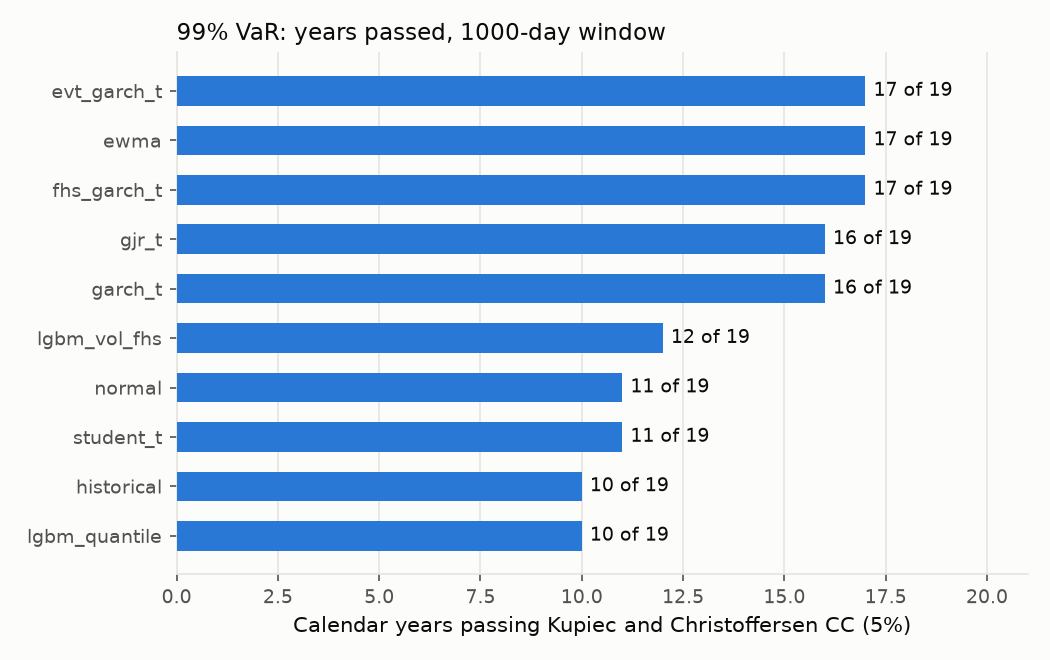 99% VaR: years passed, 1000-day window
evt_garch_t
17 of 19
ewma
17 of 19
fhs_garch_t
17 of 19
gjr_t
16 of 19
garch_t
16 of 19
lgbm_vol_fhs
12 of 19
normal
11 of 19
student_t
11 of 19
historical
10 of 19
lgbm_quantile
10 of 19
0.0 2.5 5.0 7.5 10.0 12.5 15.0 17.5 20.0
Calendar years passing Kupiec and Christoffersen CC (5%)